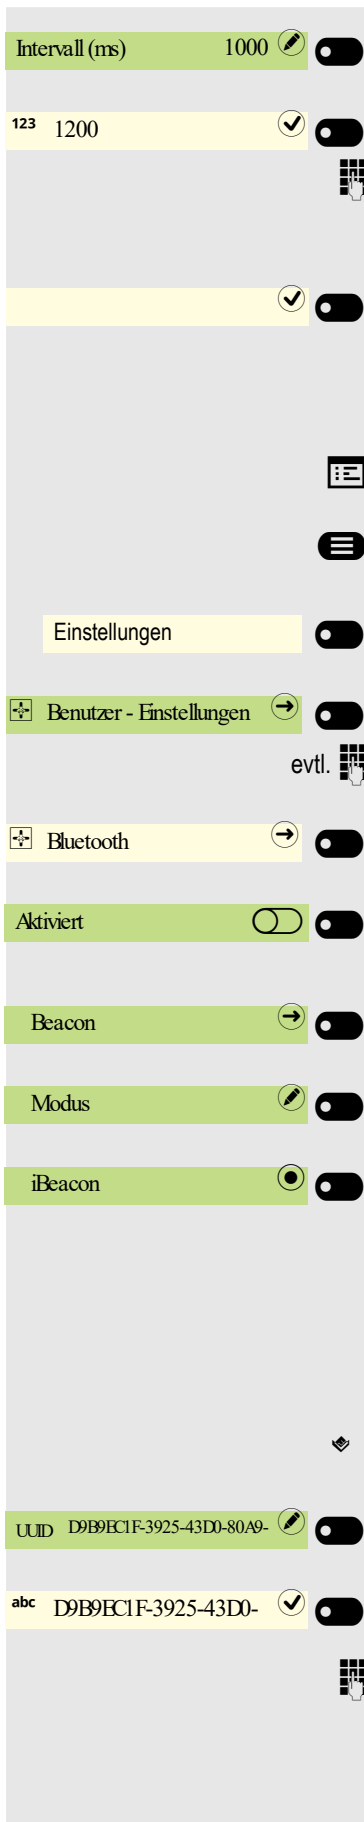 Intervall (ms) 1000
123 1200
Einstellungen
Benutzer - Einstellungen
evtl.
Bluetooth
Aktiviert
Beacon
Modus
iBeacon
UUID D9B9EC1F-3925-43D0-80A9-
abc D9B9EC1F-3925-43D0-